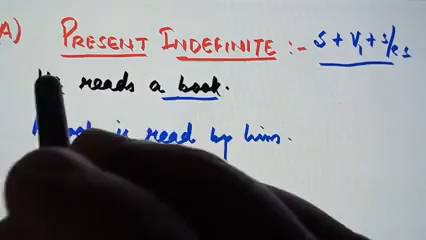 A) PRESENT INDEFINITE :- S + V₁ + s/es
reads a book.
is read by him.